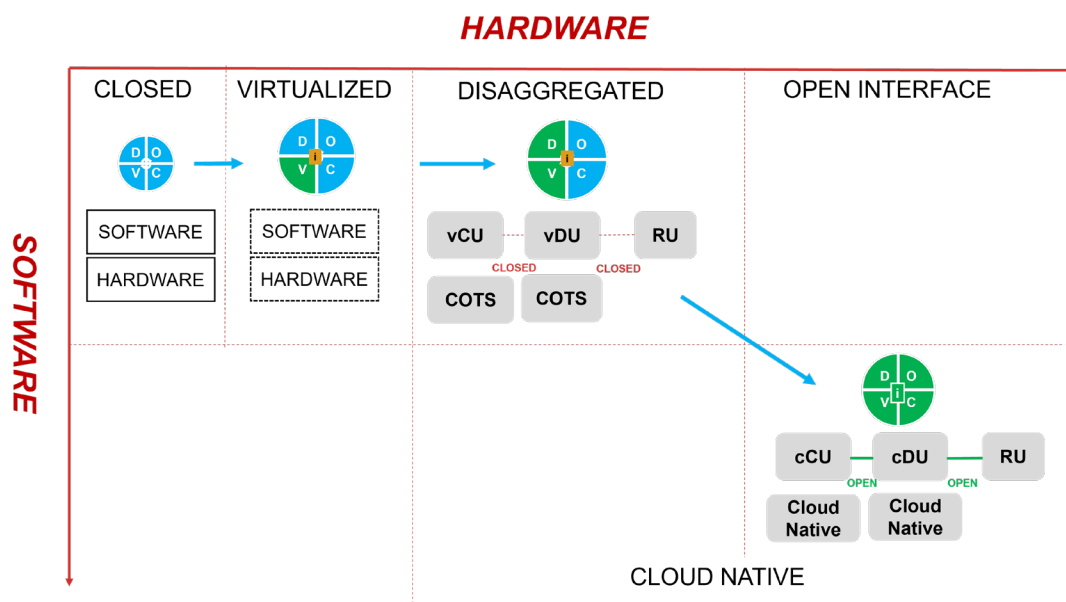 HARDWARE
SOFTWARE
CLOSED
VIRTUALIZED
DISAGGREGATED
OPEN INTERFACE
D O
V C
D O
i
V C
D O
i
V C
SOFTWARE
HARDWARE
SOFTWARE
HARDWARE
vCU
vDU
RU
CLOSED
CLOSED
COTS
COTS
D O
i
V C
cCU
cDU
RU
OPEN
OPEN
Cloud
Native
Cloud
Native
CLOUD NATIVE